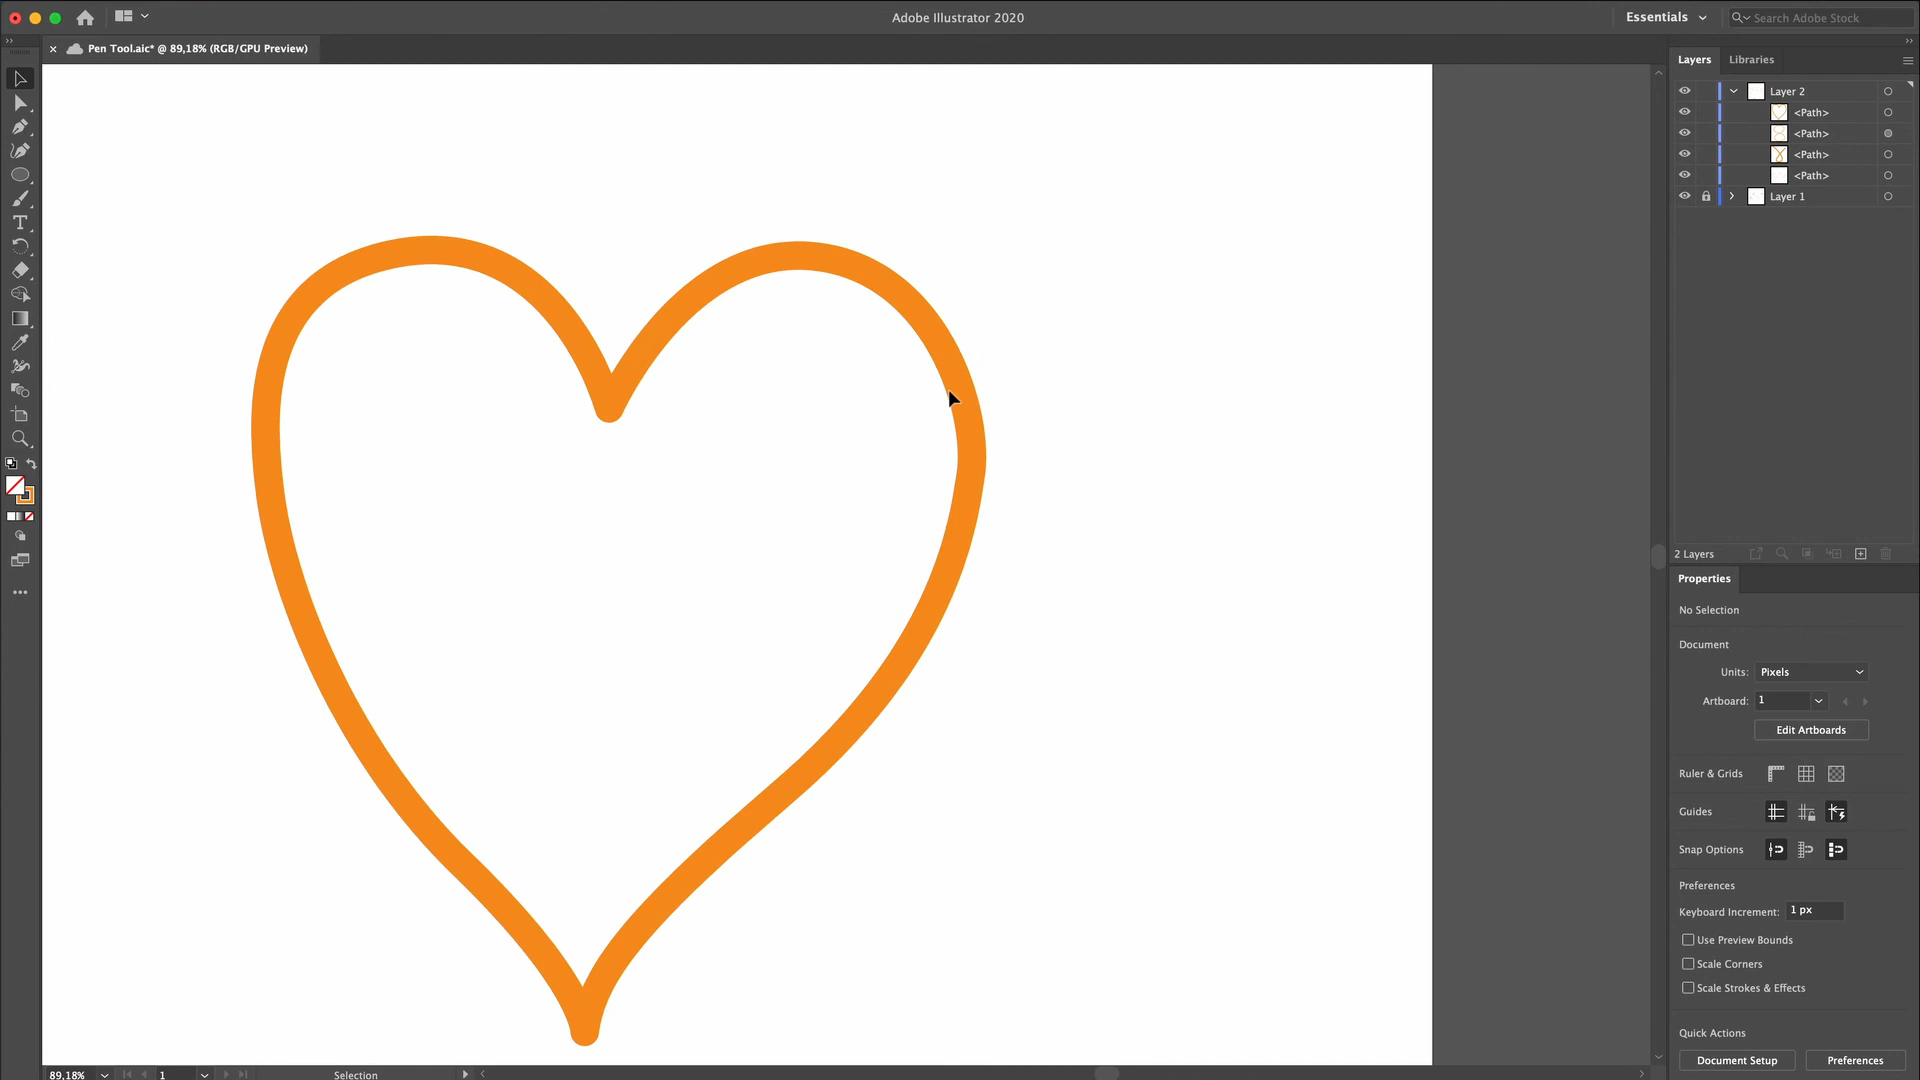 Adobe Illustrator 2020
Essentials
Search Adobe Stock
Pen Tool.aic* @ 89,18% (RGB/GPU Preview)
Layers
Libraries
Layer 2
<Path>
<Path>
<Path>
<Path>
Layer 1
2 Layers
Properties
No Selection
Document
Units:
Pixels
Artboard:
1
Edit Artboards
Ruler & Grids
Guides
Snap Options
Preferences
Keyboard Increment:
1 px
Use Preview Bounds
Scale Corners
Scale Strokes & Effects
Quick Actions
Document Setup
Preferences
89,18%
1
Selection